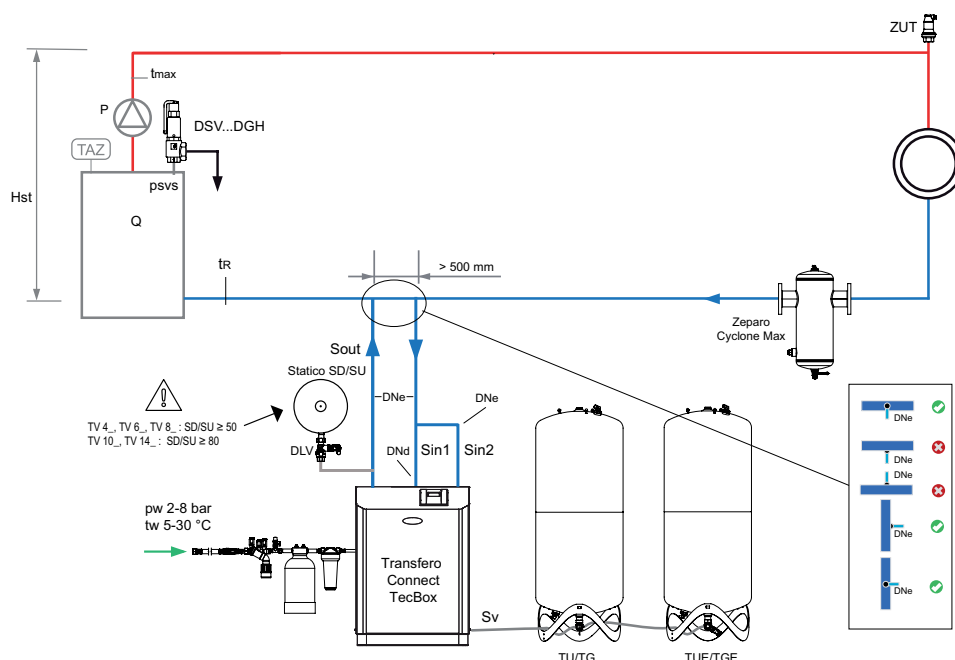 ZUT
tmax
P
DSV...DGH
TAZ
psvs
Hst
Q
> 500 mm
tR
Zeparo
Cyclone Max
Sout
Statico SD/SU
DNe
DNe
TV 4_, TV 6_, TV 8_ : SD/SU ≥ 50
TV 10_, TV 14_ : SD/SU ≥ 80
DLV
DNd
Sin1
Sin2
pw 2-8 bar
tw 5-30 °C
Transfero
Connect
TecBox
Sv
TU/TG
TUE/TGE
DNe
DNe
DNe
DNe
DNe